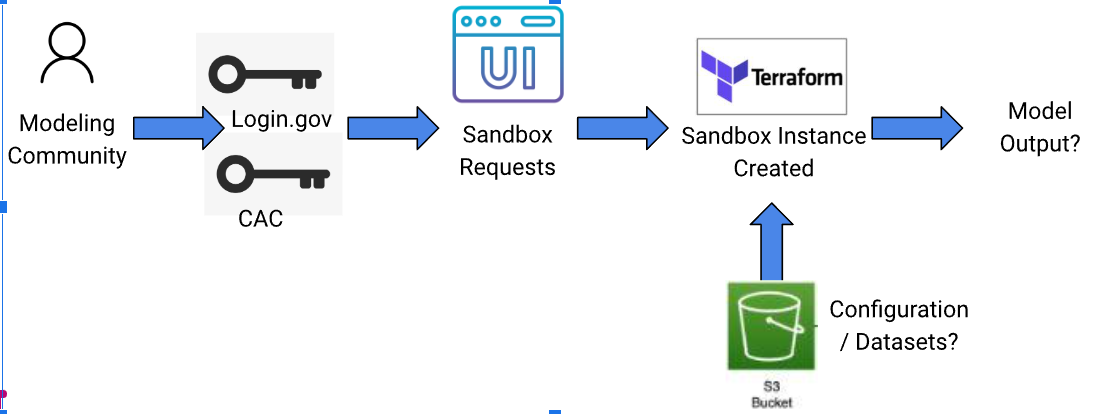 Modeling
Community
Login.gov
CAC
UI
Sandbox
Requests
Terraform
Sandbox Instance
Created
Model
Output?
Configuration
/ Datasets?
S3
Bucket